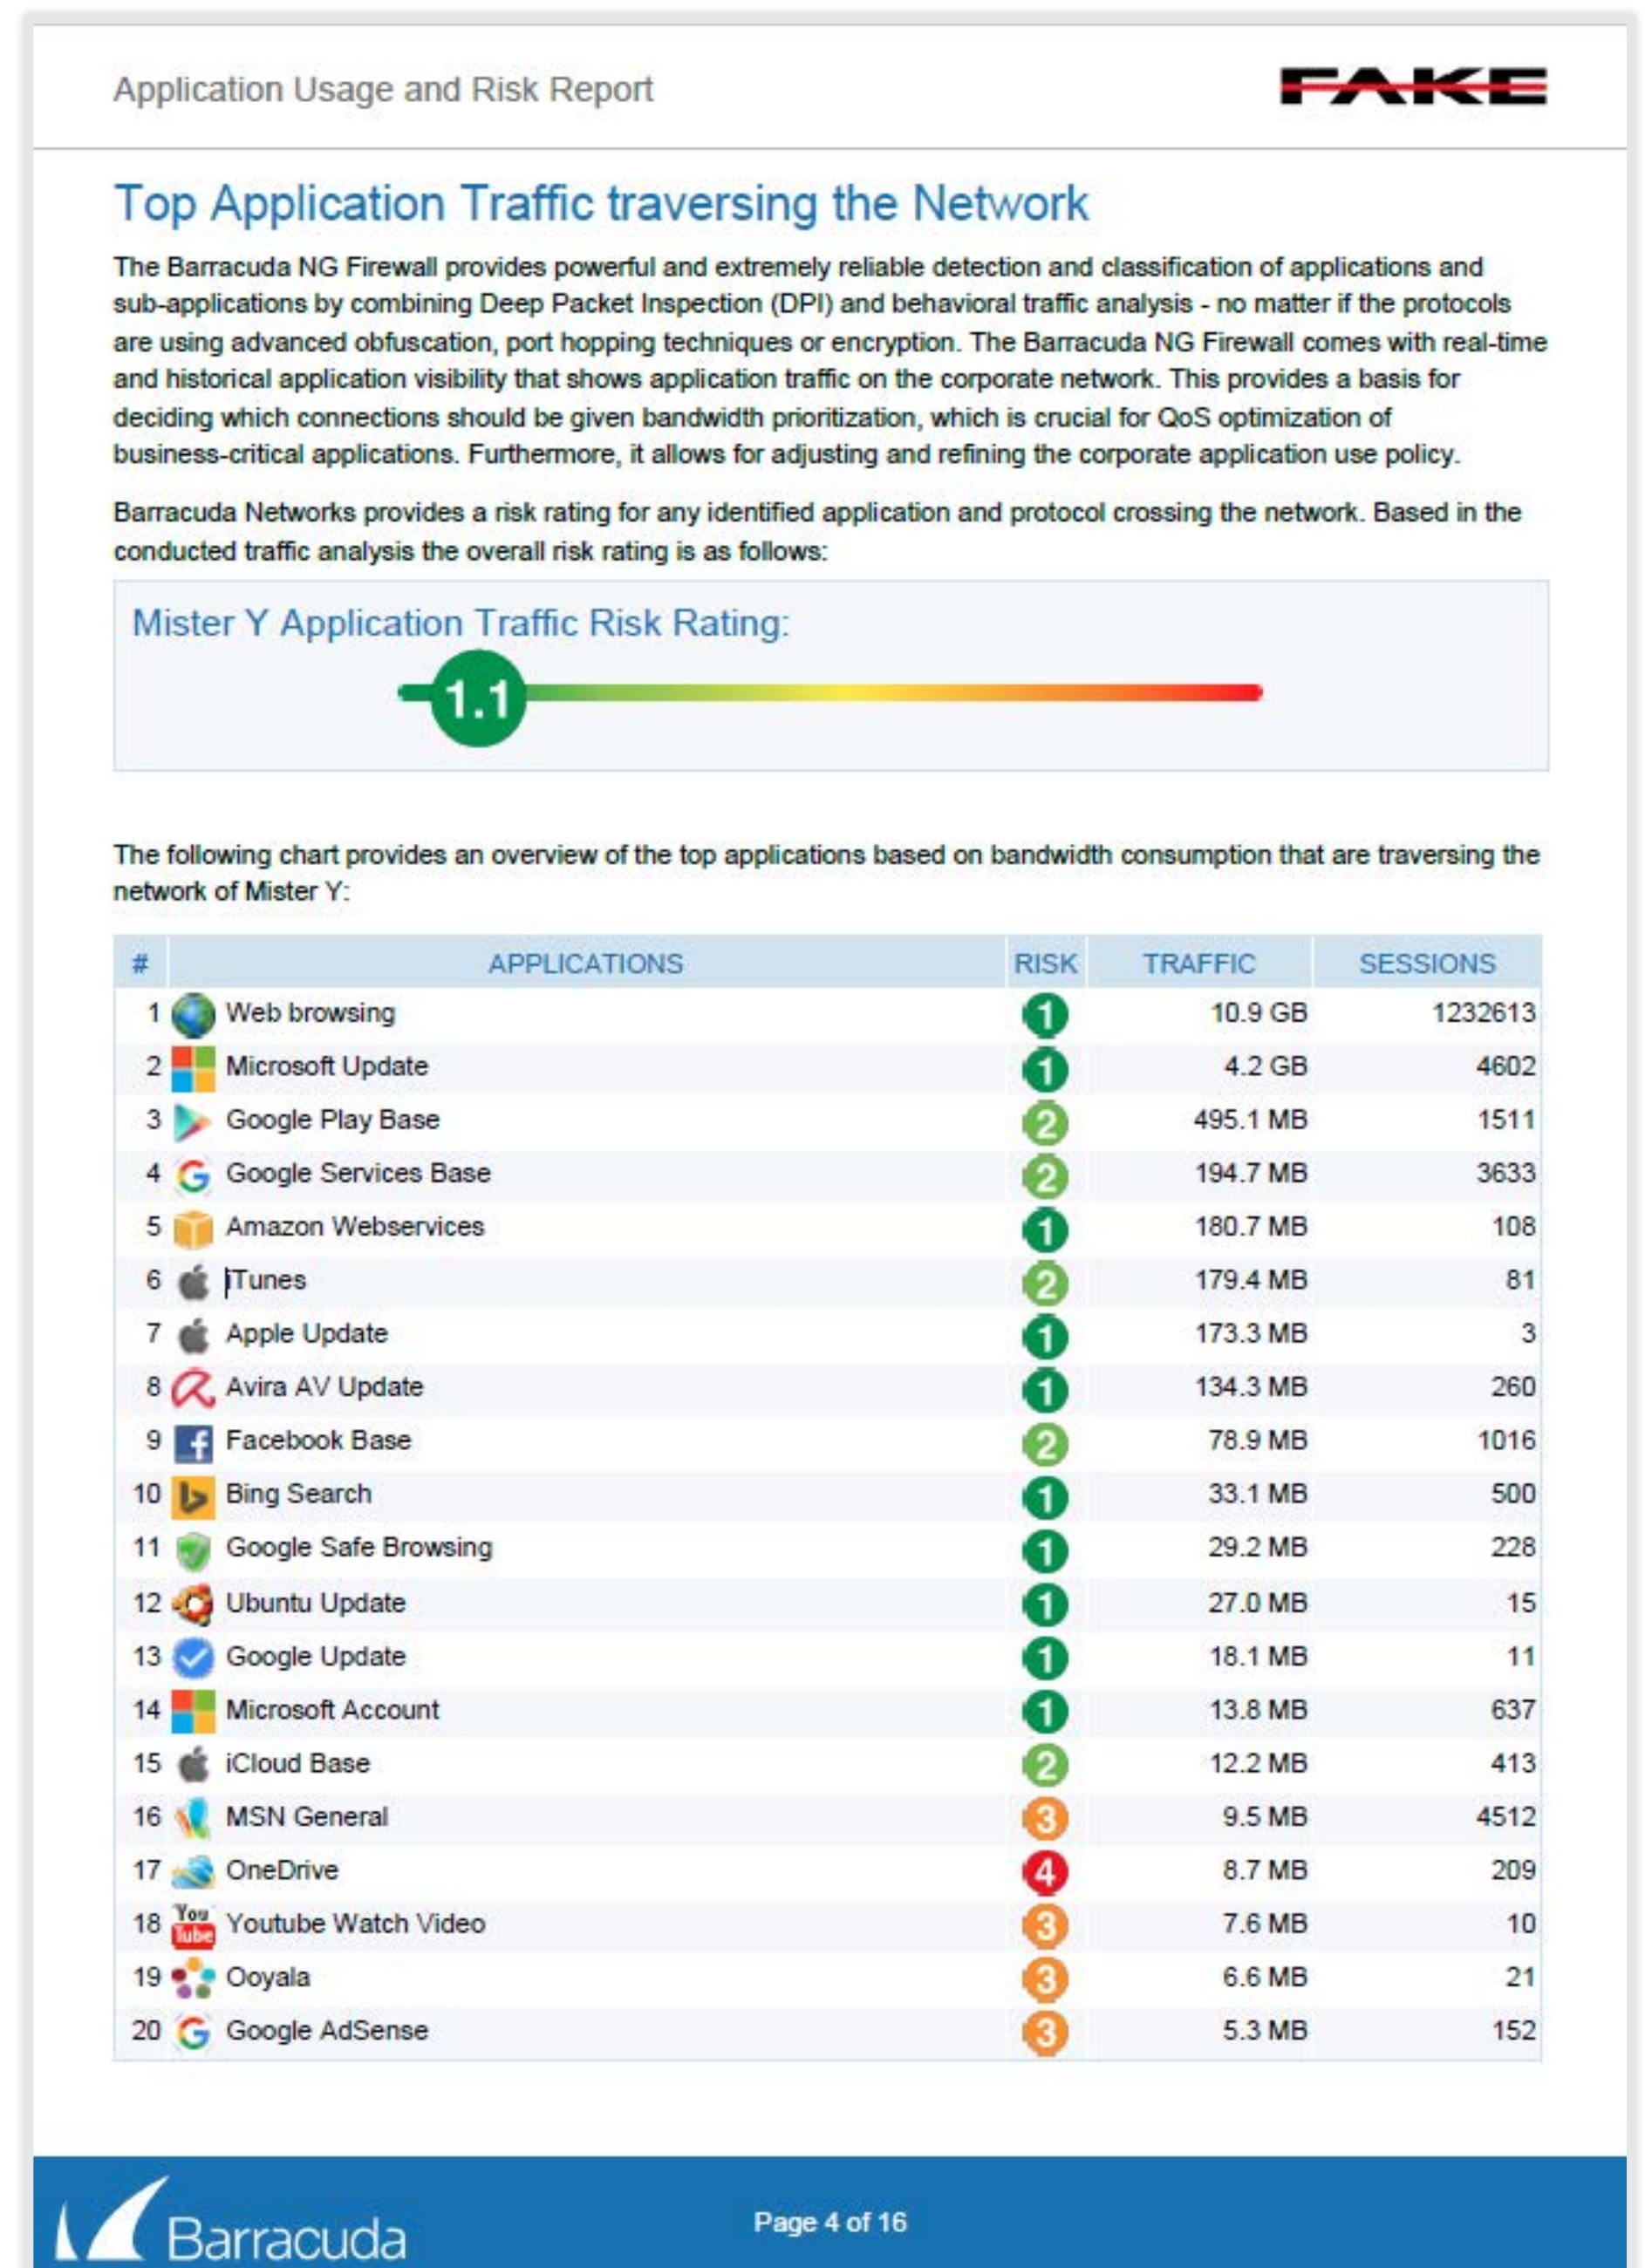 Application Usage and Risk Report
FAKE
Top Application Traffic traversing the Network
The Barracuda NG Firewall provides powerful and extremely reliable detection and classification of applications and
sub-applications by combining Deep Packet Inspection (DPI) and behavioral traffic analysis - no matter if the protocols
are using advanced obfuscation, port hopping techniques or encryption. The Barracuda NG Firewall comes with real-time
and historical application visibility that shows application traffic on the corporate network. This provides a basis for
deciding which connections should be given bandwidth prioritization, which is crucial for QoS optimization of
business-critical applications. Furthermore, it allows for adjusting and refining the corporate application use policy.
Barracuda Networks provides a risk rating for any identified application and protocol crossing the network. Based in the
conducted traffic analysis the overall risk rating is as follows:
Mister Y Application Traffic Risk Rating:
1.1
The following chart provides an overview of the top applications based on bandwidth consumption that are traversing the
network of Mister Y:
# APPLICATIONS RISK TRAFFIC SESSIONS
1 Web browsing 1 10.9 GB 1232613
2 Microsoft Update 1 4.2 GB 4602
3 Google Play Base 2 495.1 MB 1511
4 Google Services Base 2 194.7 MB 3633
5 Amazon Webservices 1 180.7 MB 108
6 iTunes 2 179.4 MB 81
7 Apple Update 1 173.3 MB 3
8 Avira AV Update 1 134.3 MB 260
9 Facebook Base 2 78.9 MB 1016
10 Bing Search 1 33.1 MB 500
11 Google Safe Browsing 1 29.2 MB 228
12 Ubuntu Update 1 27.0 MB 15
13 Google Update 1 18.1 MB 11
14 Microsoft Account 1 13.8 MB 637
15 iCloud Base 2 12.2 MB 413
16 MSN General 3 9.5 MB 4512
17 OneDrive 4 8.7 MB 209
18 You Tube Youtube Watch Video 3 7.6 MB 10
19 Ooyala 3 6.6 MB 21
20 Google AdSense 3 5.3 MB 152
Barracuda
Page 4 of 16